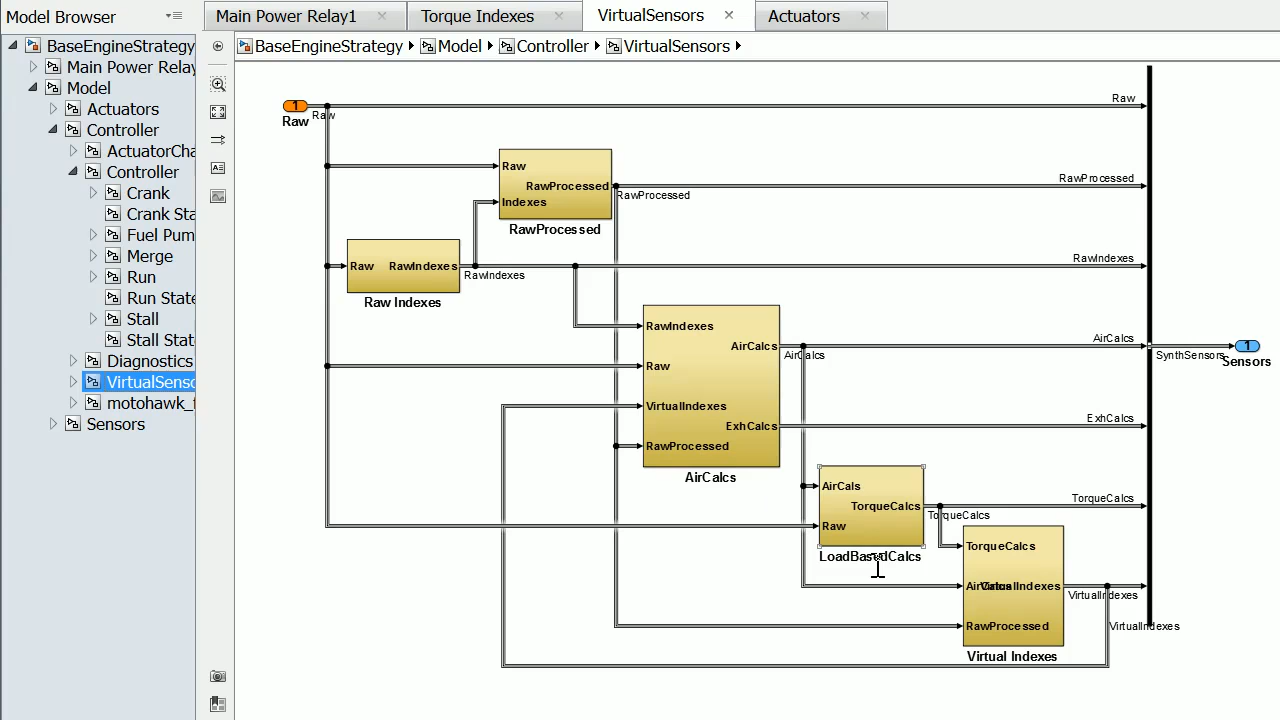 Model Browser
Main Power Relay1
Torque Indexes
VirtualSensors
Actuators
BaseEngineStrategy
Main Power Relay
Model
Actuators
Controller
ActuatorCha
Controller
Crank
Crank Sta
Fuel Pum
Merge
Run
Run State
Stall
Stall Stat
Diagnostics
VirtualSenso
motohawk_f
Sensors
BaseEngineStrategy Model Controller VirtualSensors
1
Raw
Raw
Raw
Raw
RawProcessed
Indexes
RawProcessed
RawProcessed
RawProcessed
Raw RawIndexes
Raw Indexes
RawIndexes
RawIndexes
RawIndexes
AirCalcs
Raw
VirtualIndexes
ExhCalcs
RawProcessed
AirCalcs
AirCalcs
AirCalcs
ExhCalcs
SynthSensors
1
Sensors
AirCals
TorqueCalcs
Raw
LoadBasedCalcs
TorqueCalcs
TorqueCalcs
TorqueCalcs
AirCalcs VirtualIndexes
RawProcessed
Virtual Indexes
VirtualIndexes
VirtualIndexes